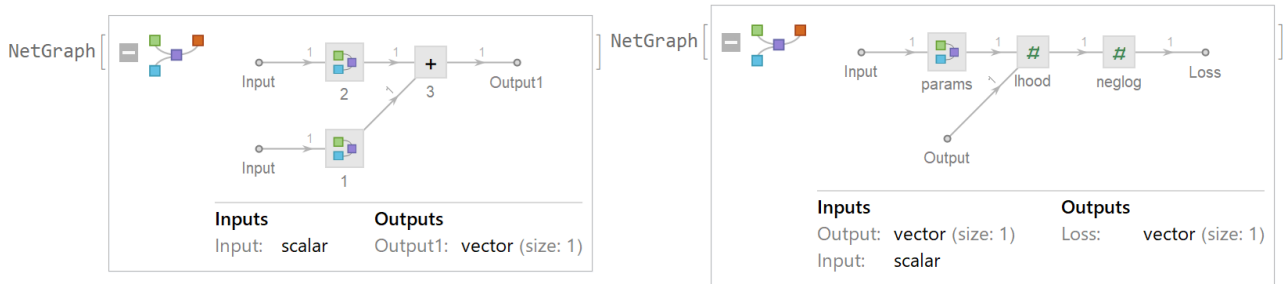 NetGraph[
1 1 1
Input 2 + 3 Output1
1
1
Input 1
Inputs Outputs
Input: scalar Output1: vector (size: 1)
]
NetGraph[
1 1 1 1
# #
Input params lhood neglog Loss
1
Output
Inputs Outputs
Output: vector (size: 1) Loss: vector (size: 1)
Input: scalar
]